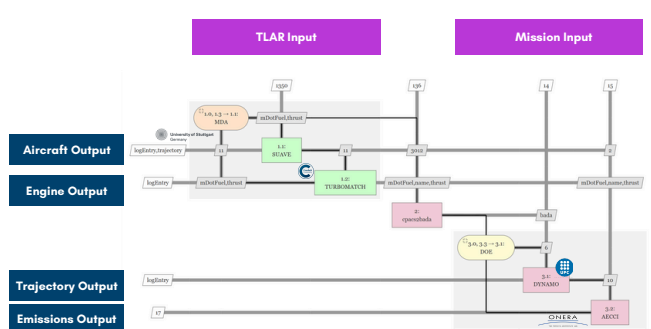 TLAR Input
Mission Input
1350
136
14
15
1.0, 1.3 → 1.1:
MDA
mDotFuel,thrust
University of Stuttgart
Germany
Aircraft Output
logEntry,trajectory
11
1.1:
SUAVE
11
3012
2
Engine Output
logEntry
mDotFuel,thrust
1.2:
TURBOMATCH
mDotFuel,name,thrust
mDotFuel,name,thrust
2:
cpacs2bada
bada
3.0, 3.3 → 3.1:
DOE
6
UPC
Trajectory Output
logEntry
3.1:
DYNAMO
10
Emissions Output
17
ONERA
3.2:
AECCI